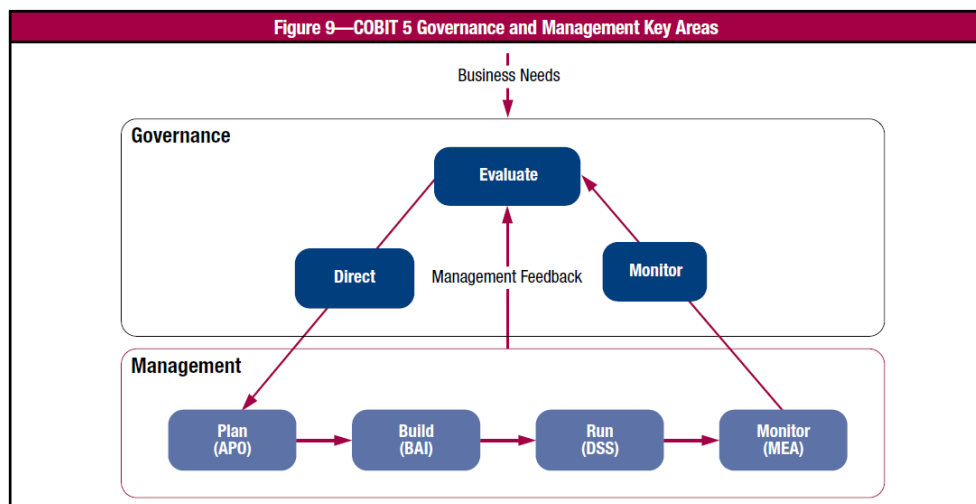 Figure 9—COBIT 5 Governance and Management Key Areas
Business Needs
Governance
Evaluate
Direct
Management Feedback
Monitor
Management
Plan
(APO)
Build
(BAI)
Run
(DSS)
Monitor
(MEA)